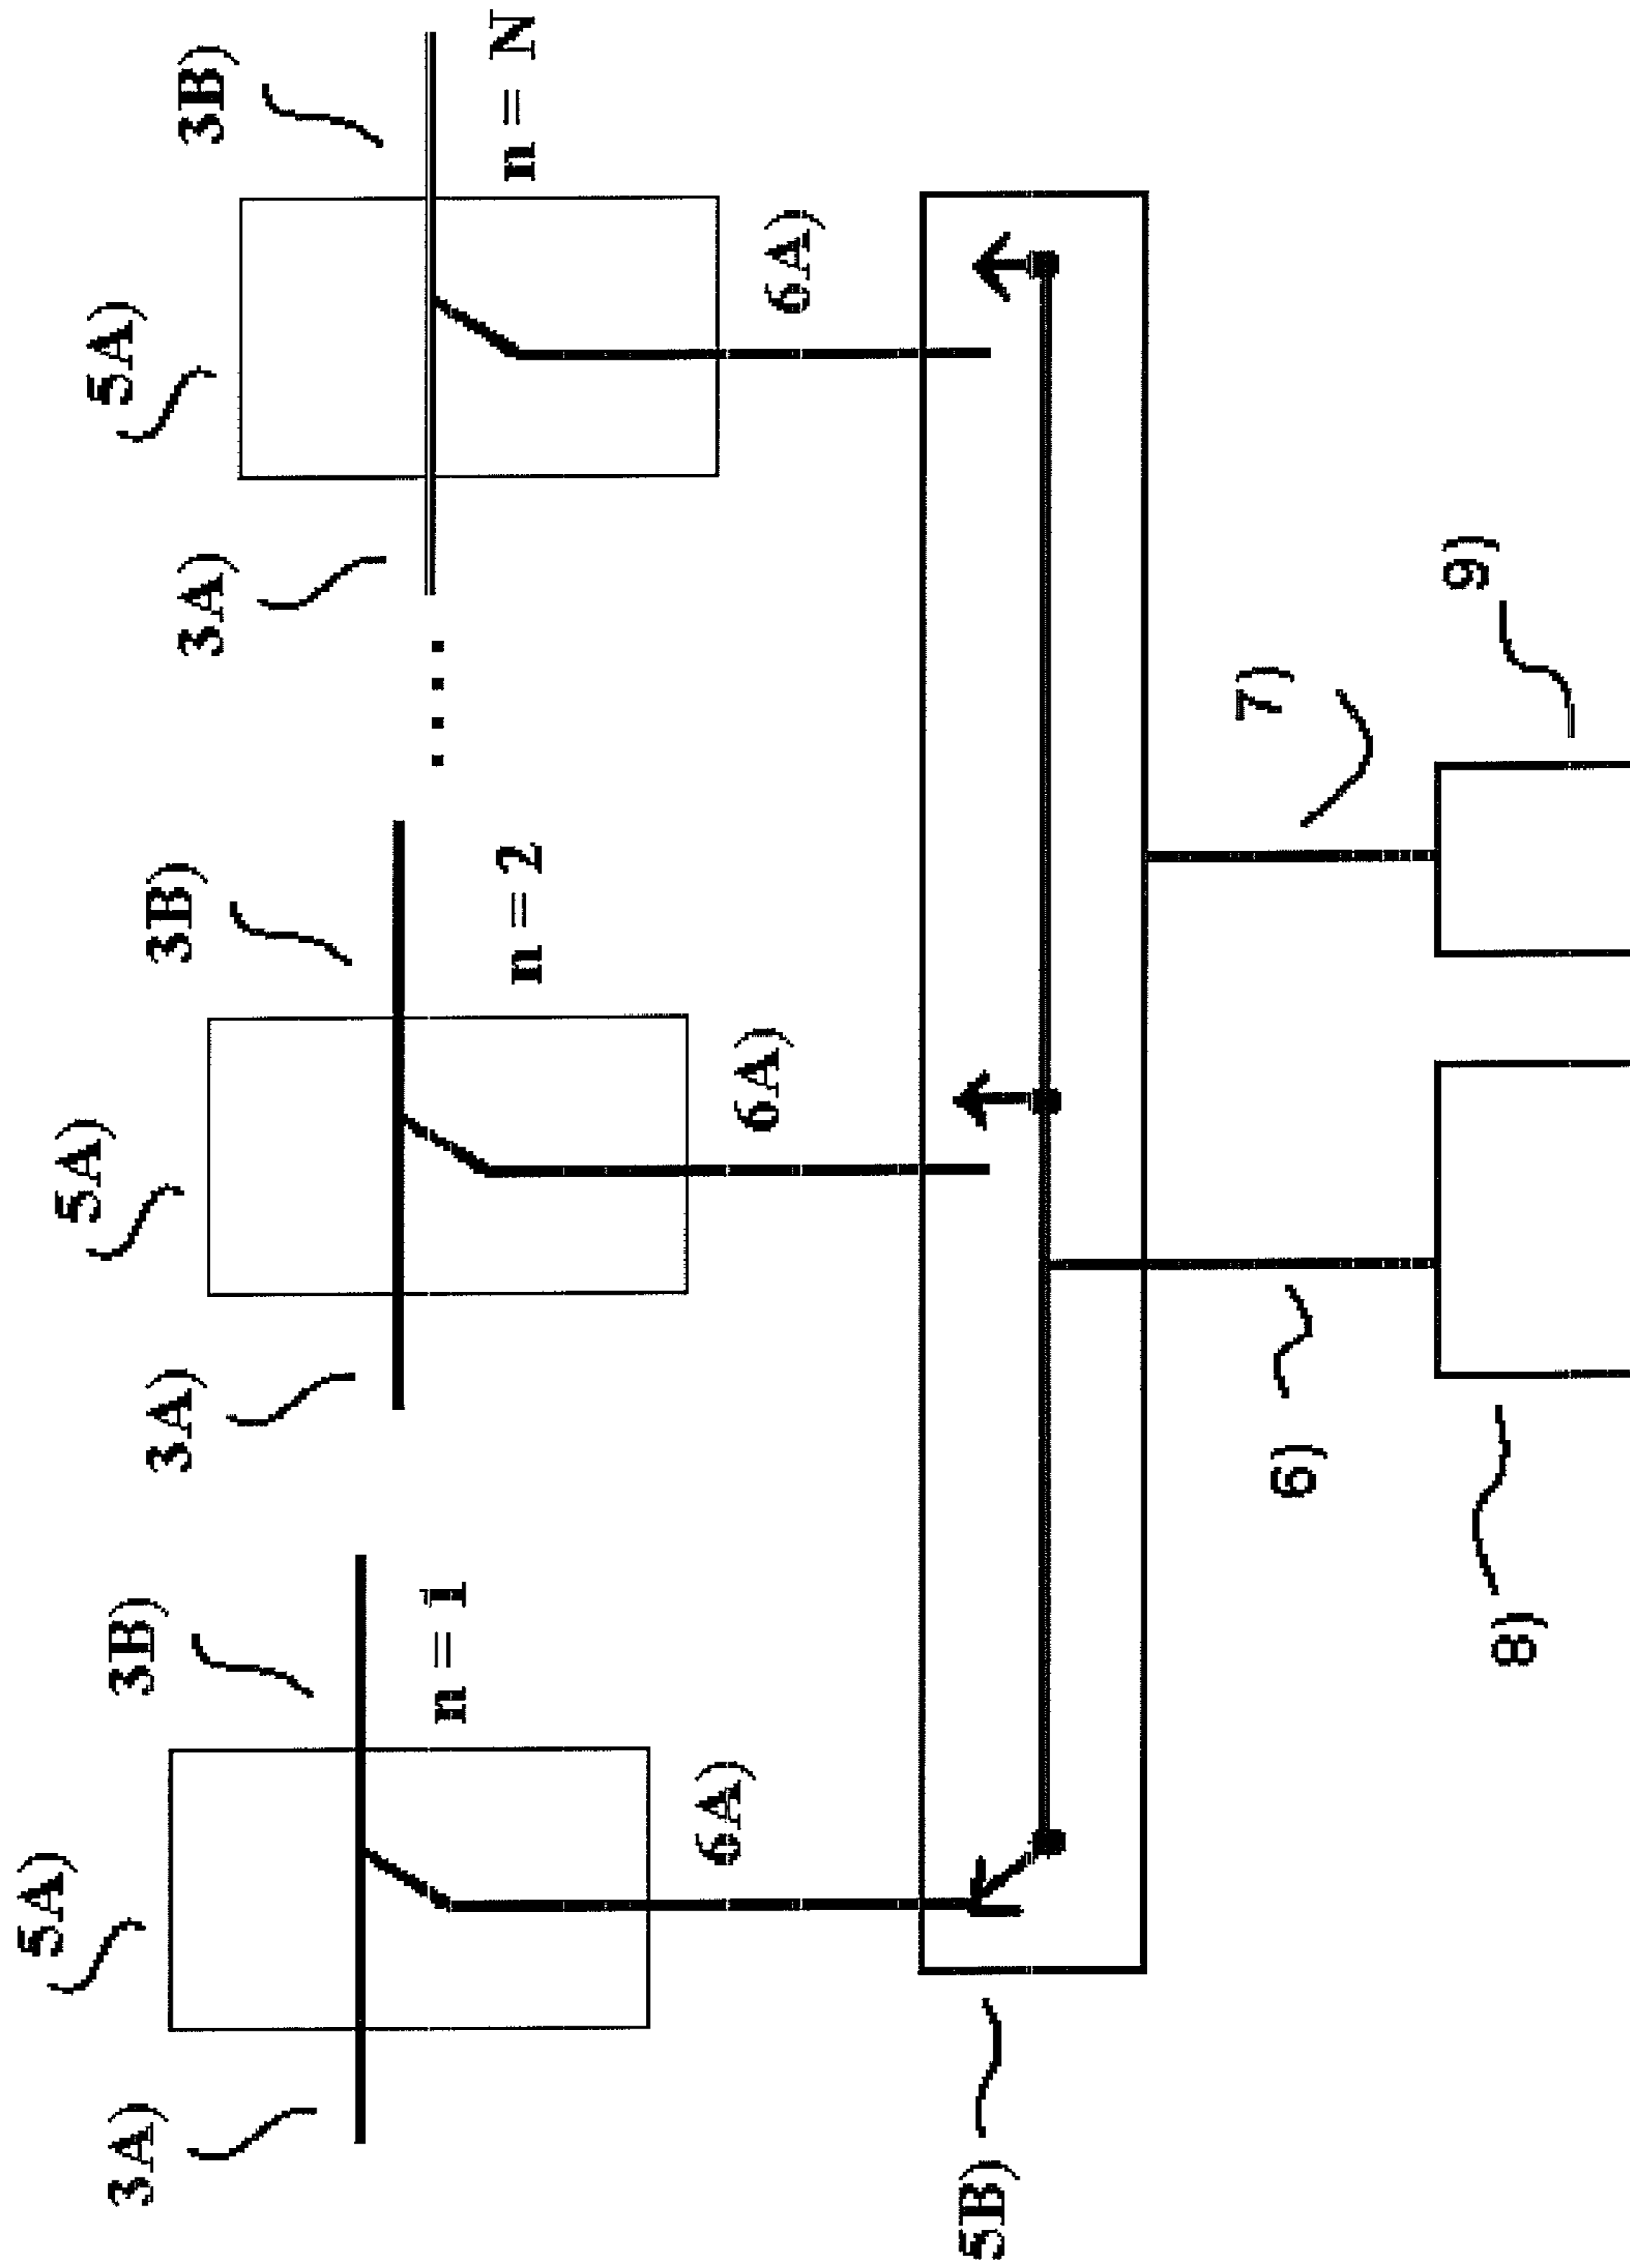 5A)
5A)
5A)
3A)
3B)
3A)
3B)
3A)
3B)
n = 1
n = 2
....
n = N
6A)
6A)
6A)
5B)
6)
7)
8)
9)